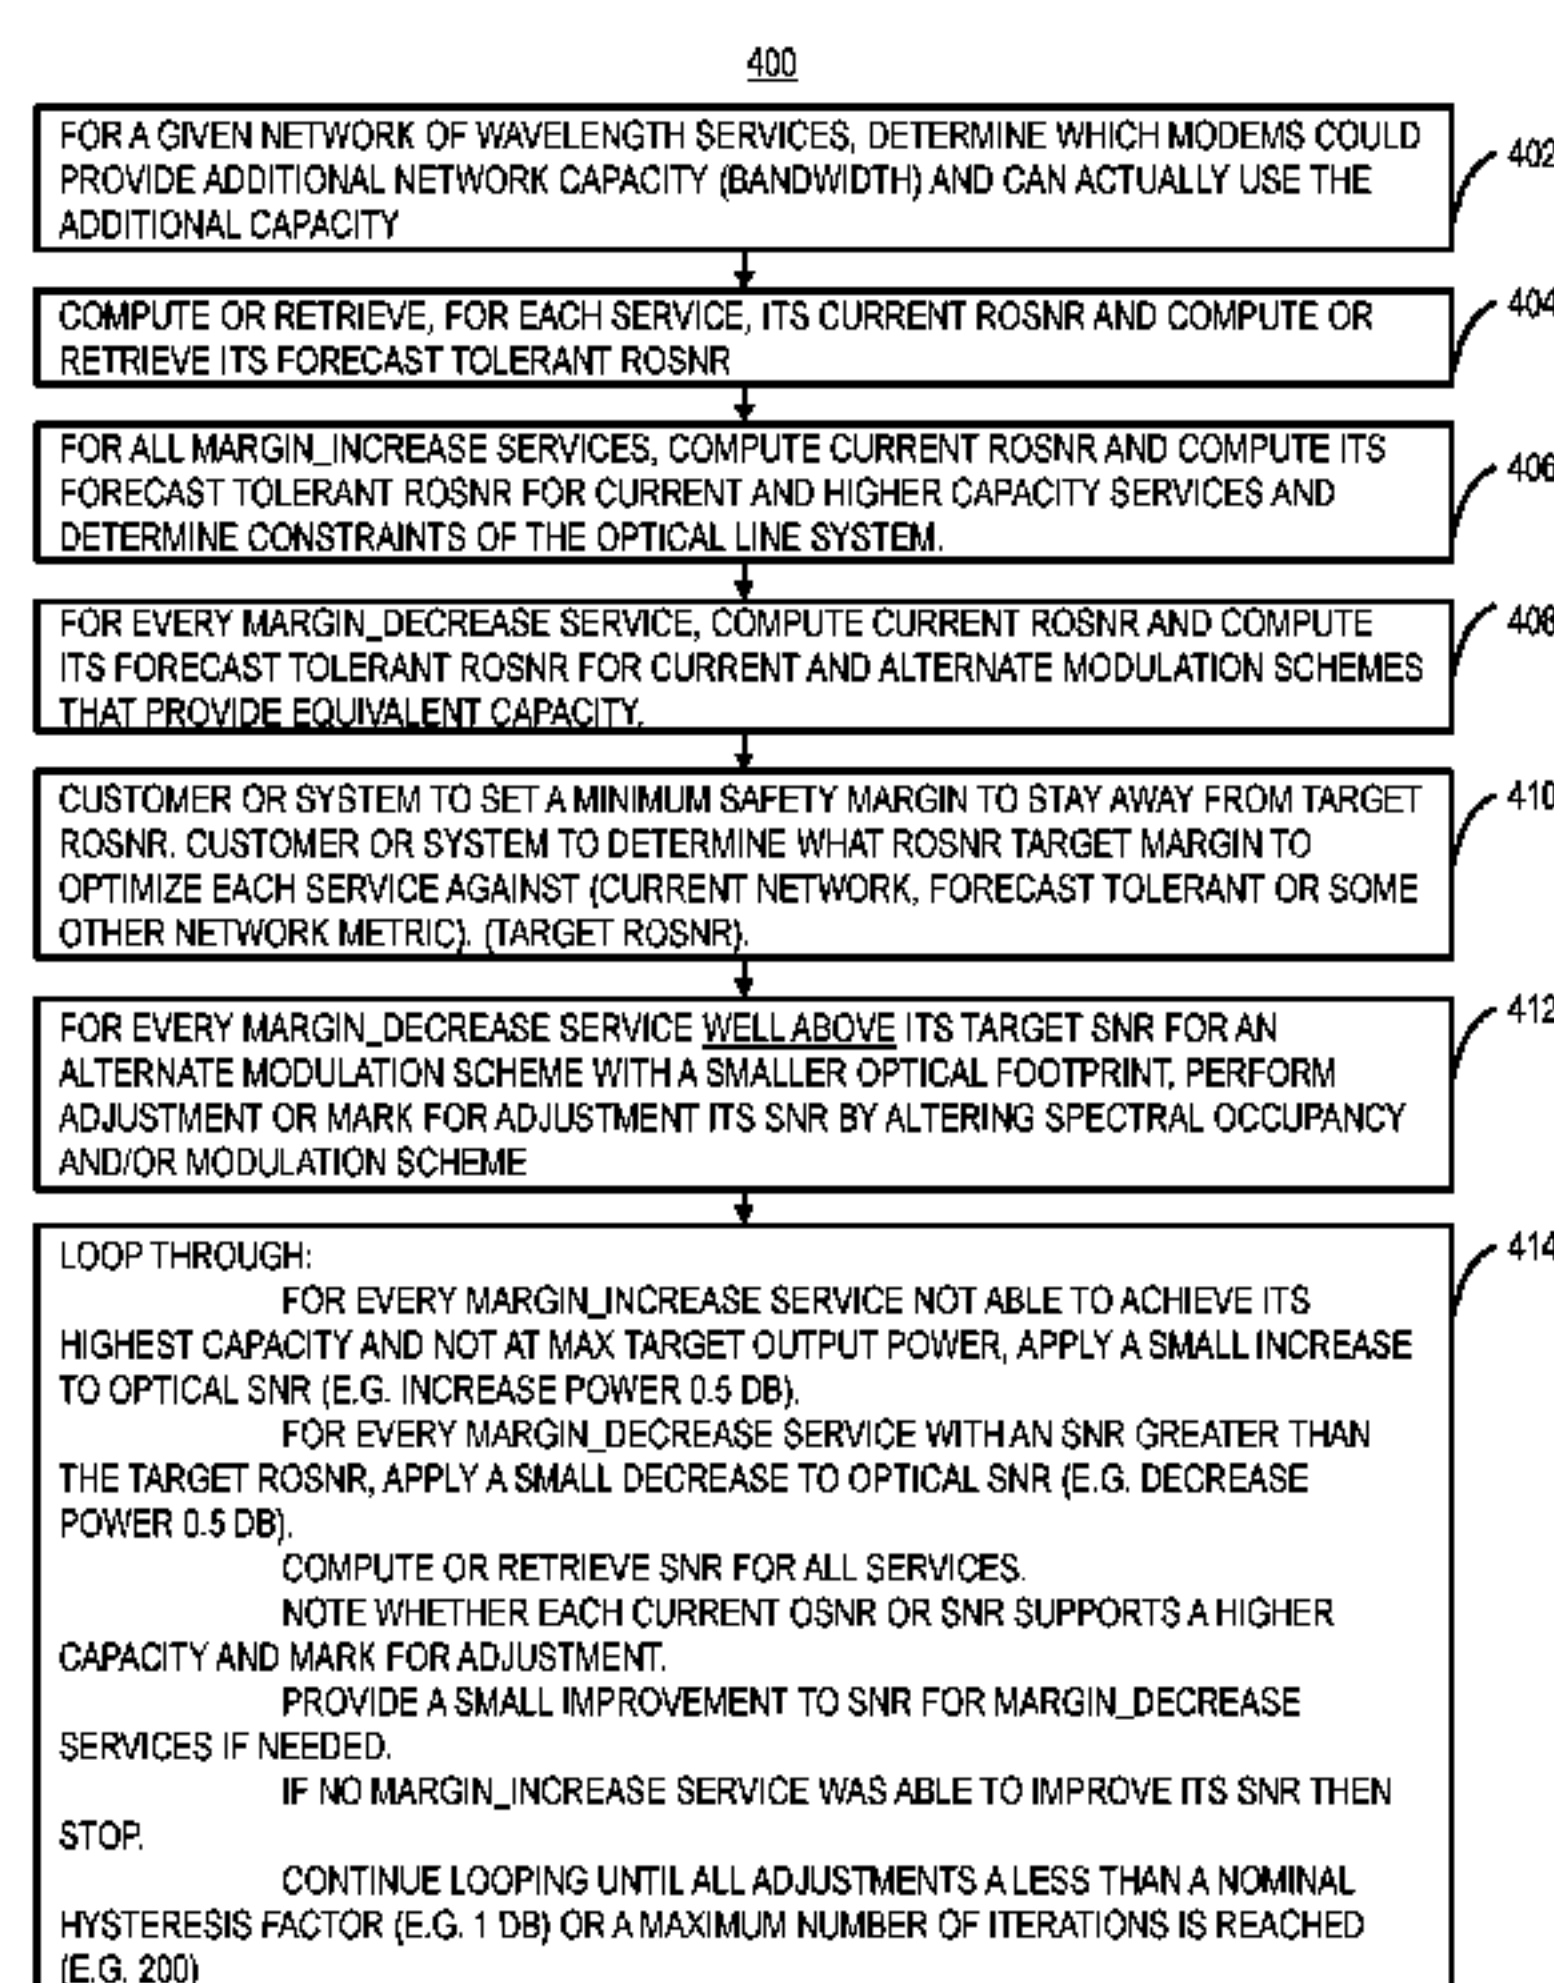 400
FOR A GIVEN NETWORK OF WAVELENGTH SERVICES, DETERMINE WHICH MODEMS COULD
PROVIDE ADDITIONAL NETWORK CAPACITY (BANDWIDTH) AND CAN ACTUALLY USE THE
ADDITIONAL CAPACITY
402
COMPUTE OR RETRIEVE, FOR EACH SERVICE, ITS CURRENT ROSNR AND COMPUTE OR
RETRIEVE ITS FORECAST TOLERANT ROSNR
404
FOR ALL MARGIN_INCREASE SERVICES, COMPUTE CURRENT ROSNR AND COMPUTE ITS
FORECAST TOLERANT ROSNR FOR CURRENT AND HIGHER CAPACITY SERVICES AND
DETERMINE CONSTRAINTS OF THE OPTICAL LINE SYSTEM.
406
FOR EVERY MARGIN_DECREASE SERVICE, COMPUTE CURRENT ROSNR AND COMPUTE
ITS FORECAST TOLERANT ROSNR FOR CURRENT AND ALTERNATE MODULATION SCHEMES
THAT PROVIDE EQUIVALENT CAPACITY.
408
CUSTOMER OR SYSTEM TO SET A MINIMUM SAFETY MARGIN TO STAY AWAY FROM TARGET
ROSNR. CUSTOMER OR SYSTEM TO DETERMINE WHAT ROSNR TARGET MARGIN TO
OPTIMIZE EACH SERVICE AGAINST (CURRENT NETWORK, FORECAST TOLERANT OR SOME
OTHER NETWORK METRIC). (TARGET ROSNR).
410
FOR EVERY MARGIN_DECREASE SERVICE WELL ABOVE ITS TARGET SNR FOR AN
ALTERNATE MODULATION SCHEME WITH A SMALLER OPTICAL FOOTPRINT, PERFORM
ADJUSTMENT OR MARK FOR ADJUSTMENT ITS SNR BY ALTERING SPECTRAL OCCUPANCY
AND/OR MODULATION SCHEME
412
LOOP THROUGH:
FOR EVERY MARGIN_INCREASE SERVICE NOT ABLE TO ACHIEVE ITS
HIGHEST CAPACITY AND NOT AT MAX TARGET OUTPUT POWER, APPLY A SMALL INCREASE
TO OPTICAL SNR (E.G. INCREASE POWER 0.5 DB).
FOR EVERY MARGIN_DECREASE SERVICE WITH AN SNR GREATER THAN
THE TARGET ROSNR, APPLY A SMALL DECREASE TO OPTICAL SNR (E.G. DECREASE
POWER 0.5 DB).
COMPUTE OR RETRIEVE SNR FOR ALL SERVICES.
NOTE WHETHER EACH CURRENT OSNR OR SNR SUPPORTS A HIGHER
CAPACITY AND MARK FOR ADJUSTMENT.
PROVIDE A SMALL IMPROVEMENT TO SNR FOR MARGIN_DECREASE
SERVICES IF NEEDED.
IF NO MARGIN_INCREASE SERVICE WAS ABLE TO IMPROVE ITS SNR THEN
STOP.
CONTINUE LOOPING UNTIL ALL ADJUSTMENTS A LESS THAN A NOMINAL
HYSTERESIS FACTOR (E.G. 1 DB) OR A MAXIMUM NUMBER OF ITERATIONS IS REACHED
(E.G. 200)
414